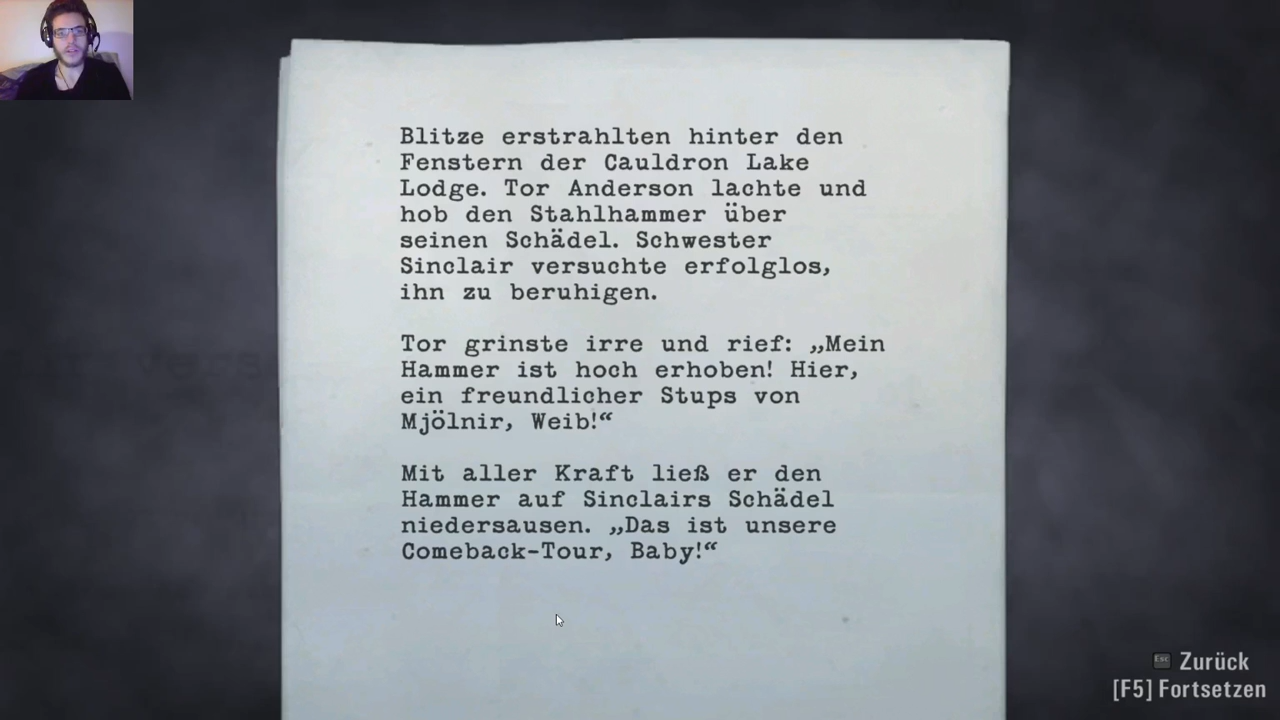 Blitze erstrahlten hinter den
Fenstern der Cauldron Lake
Lodge. Tor Anderson lachte und
hob den Stahlhammer über
seinen Schädel. Schwester
Sinclair versuchte erfolglos,
ihn zu beruhigen.
Tor grinste irre und rief: „Mein
Hammer ist hoch erhoben! Hier,
ein freundlicher Stups von
Mjölnir, Weib!“
Mit aller Kraft ließ er den
Hammer auf Sinclairs Schädel
niedersausen. „Das ist unsere
Comeback-Tour, Baby!“
Esc Zurück
[F5] Fortsetzen